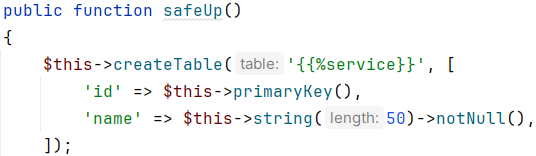 public function safeUp()
{
    $this->createTable( table: '{{%service}}', [
        'id' => $this->primaryKey(),
        'name' => $this->string( length: 50)->notNull(),
    ]);